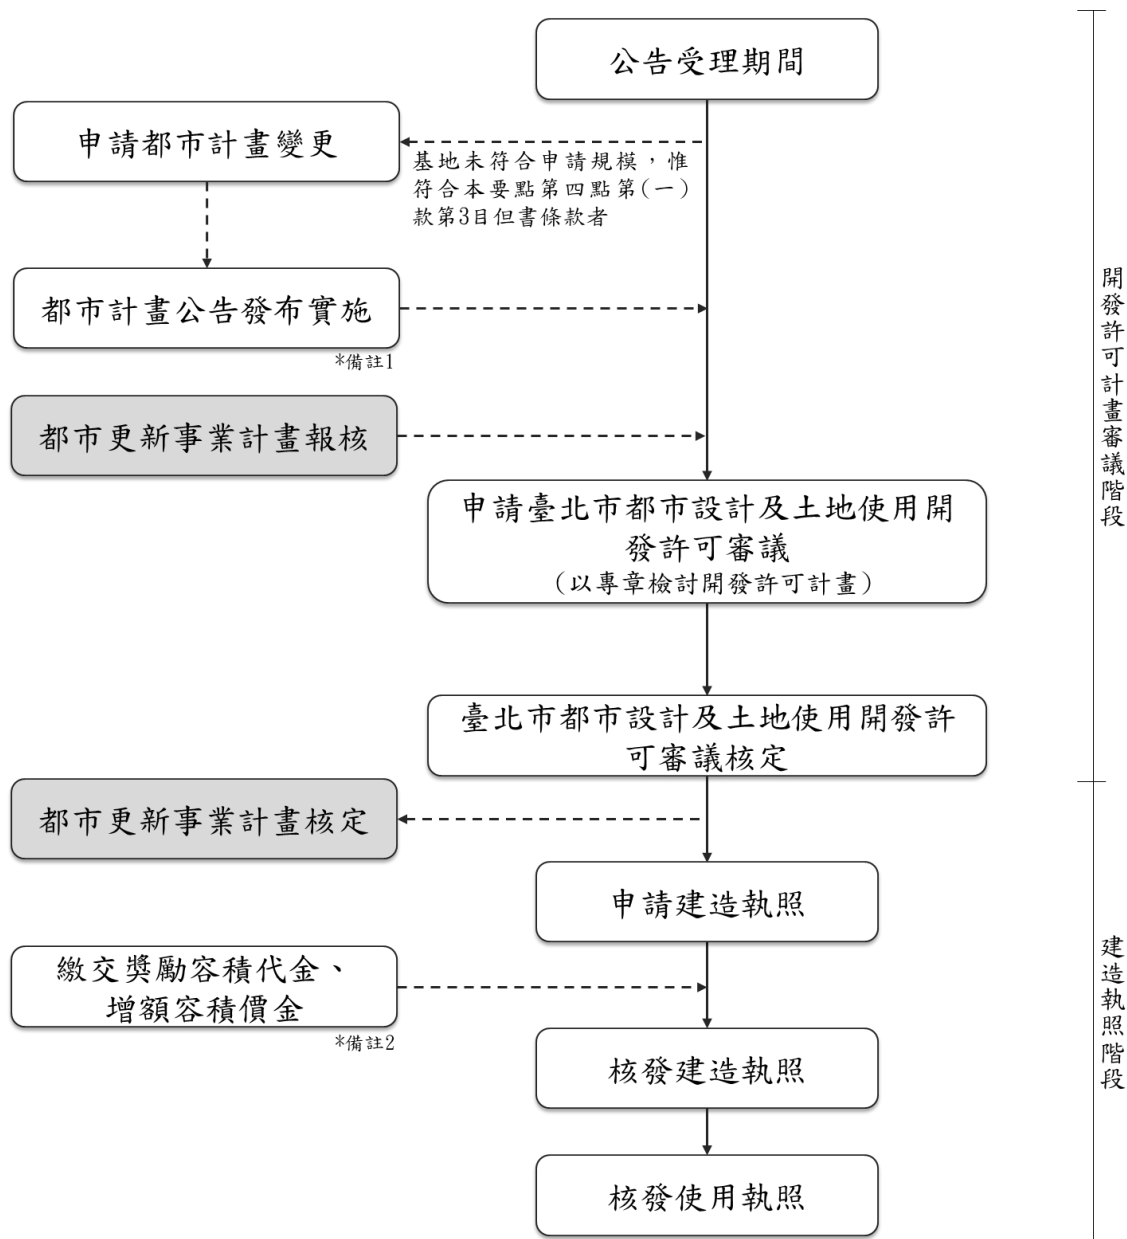 公告受理期間
申請都市計畫變更
基地未符合申請規模，惟
符合本要點第四點第(一)
款第3目但書條款者
都市計畫公告發布實施
*備註1
都市更新事業計畫報核
申請臺北市都市設計及土地使用開
發許可審議
(以專章檢討開發許可計畫)
臺北市都市設計及土地使用開發許
可審議核定
開發許可計畫審議階段
都市更新事業計畫核定
申請建造執照
繳交獎勵容積代金、
增額容積價金
*備註2
核發建造執照
核發使用執照
建造執照階段